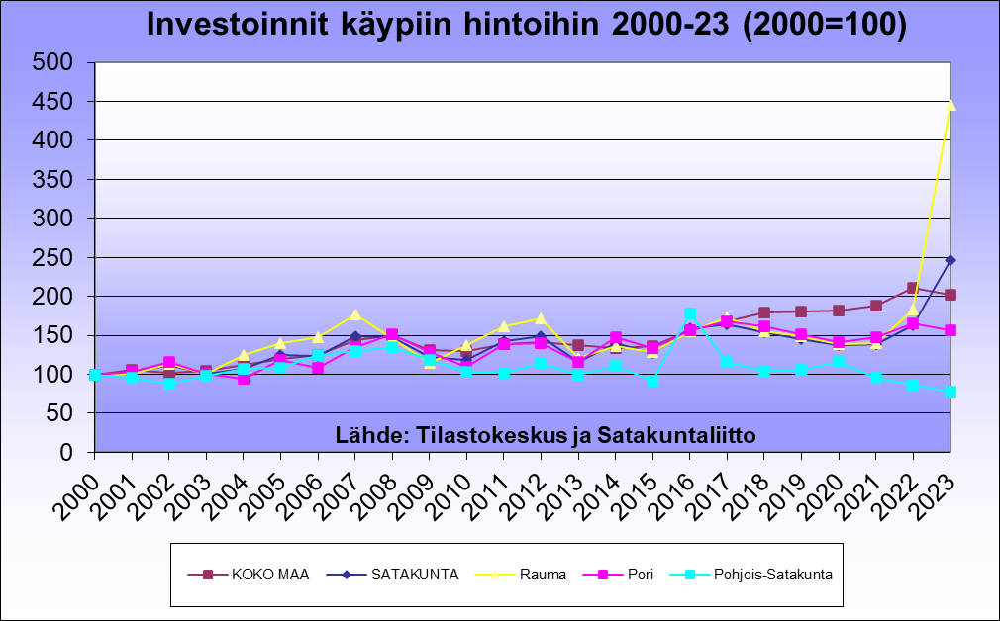 Investoinnit käypiin hintoihin 2000-23 (2000=100)
500
450
400
350
300
250
200
150
100
50
0
Lähde: Tilastokeskus ja Satakuntaliitto
2000 2001 2002 2003 2004 2005 2006 2007 2008 2009 2010 2011 2012 2013 2014 2015 2016 2017 2018 2019 2020 2021 2022 2023
KOKO MAA SATAKUNTA Rauma Pori Pohjois-Satakunta